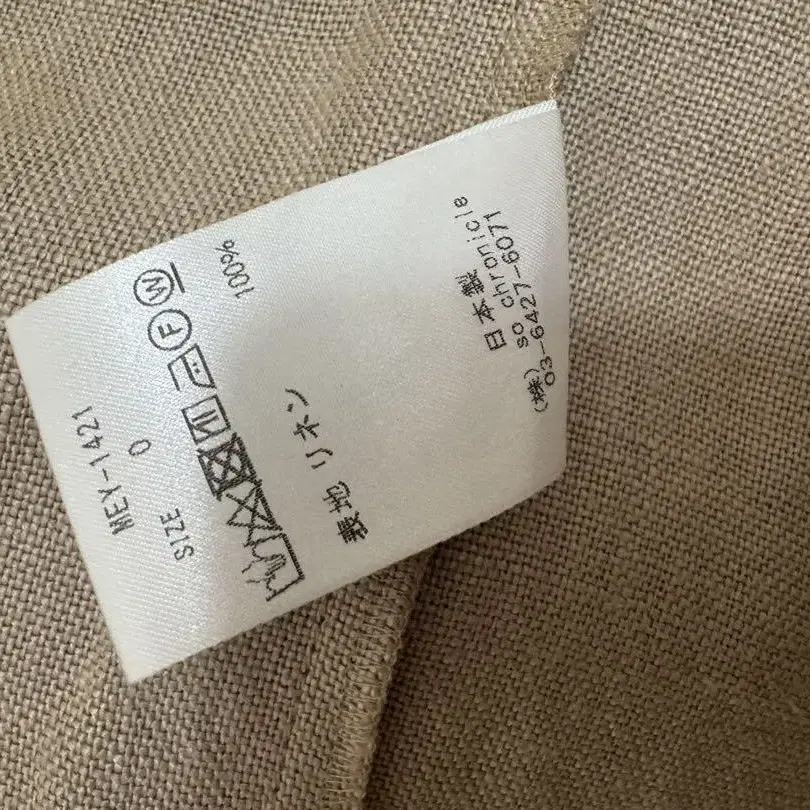 MEY-1421
SIZE 0
F W
表地 リネン 100%
日本製
(株) so chronicle
03-6427-6071